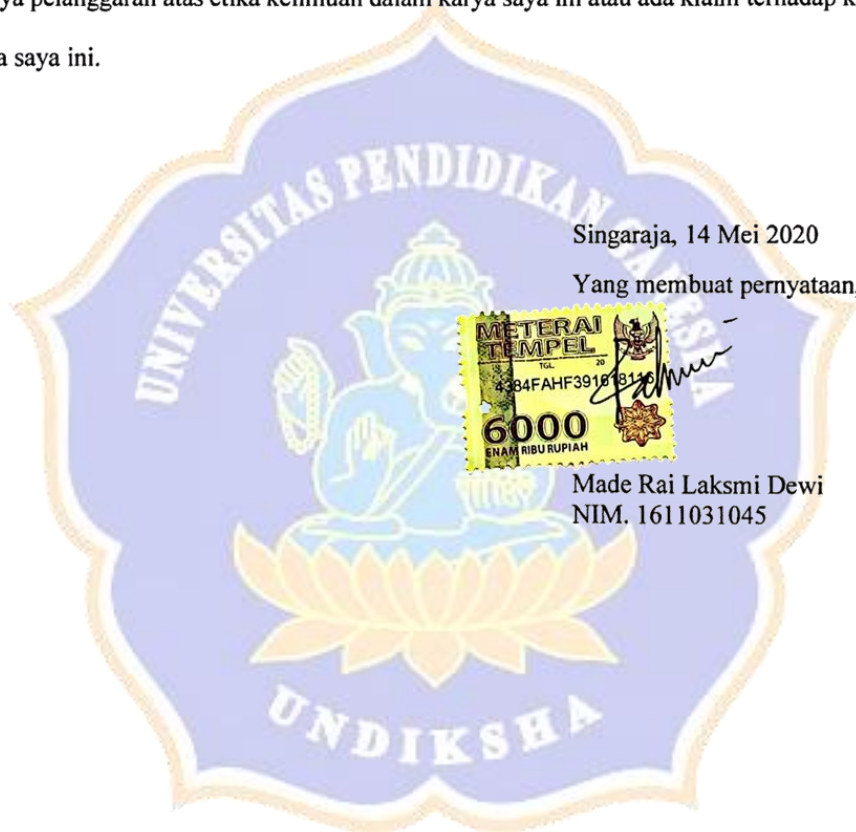 pelanggaran atas etika keilmuan dalam karya saya ini atau ada klaim terhadap
saya ini.
UNIVERSITAS PENDIDIKAN GANESHA
Singaraja, 14 Mei 2020
Yang membuat pernyataan,
METERAI
TEMPEL
TGL. 20
6000
ENAM RIBU RUPIAH
Made Rai Laksmi Dewi
NIM. 1611031045
UNDIKSHA